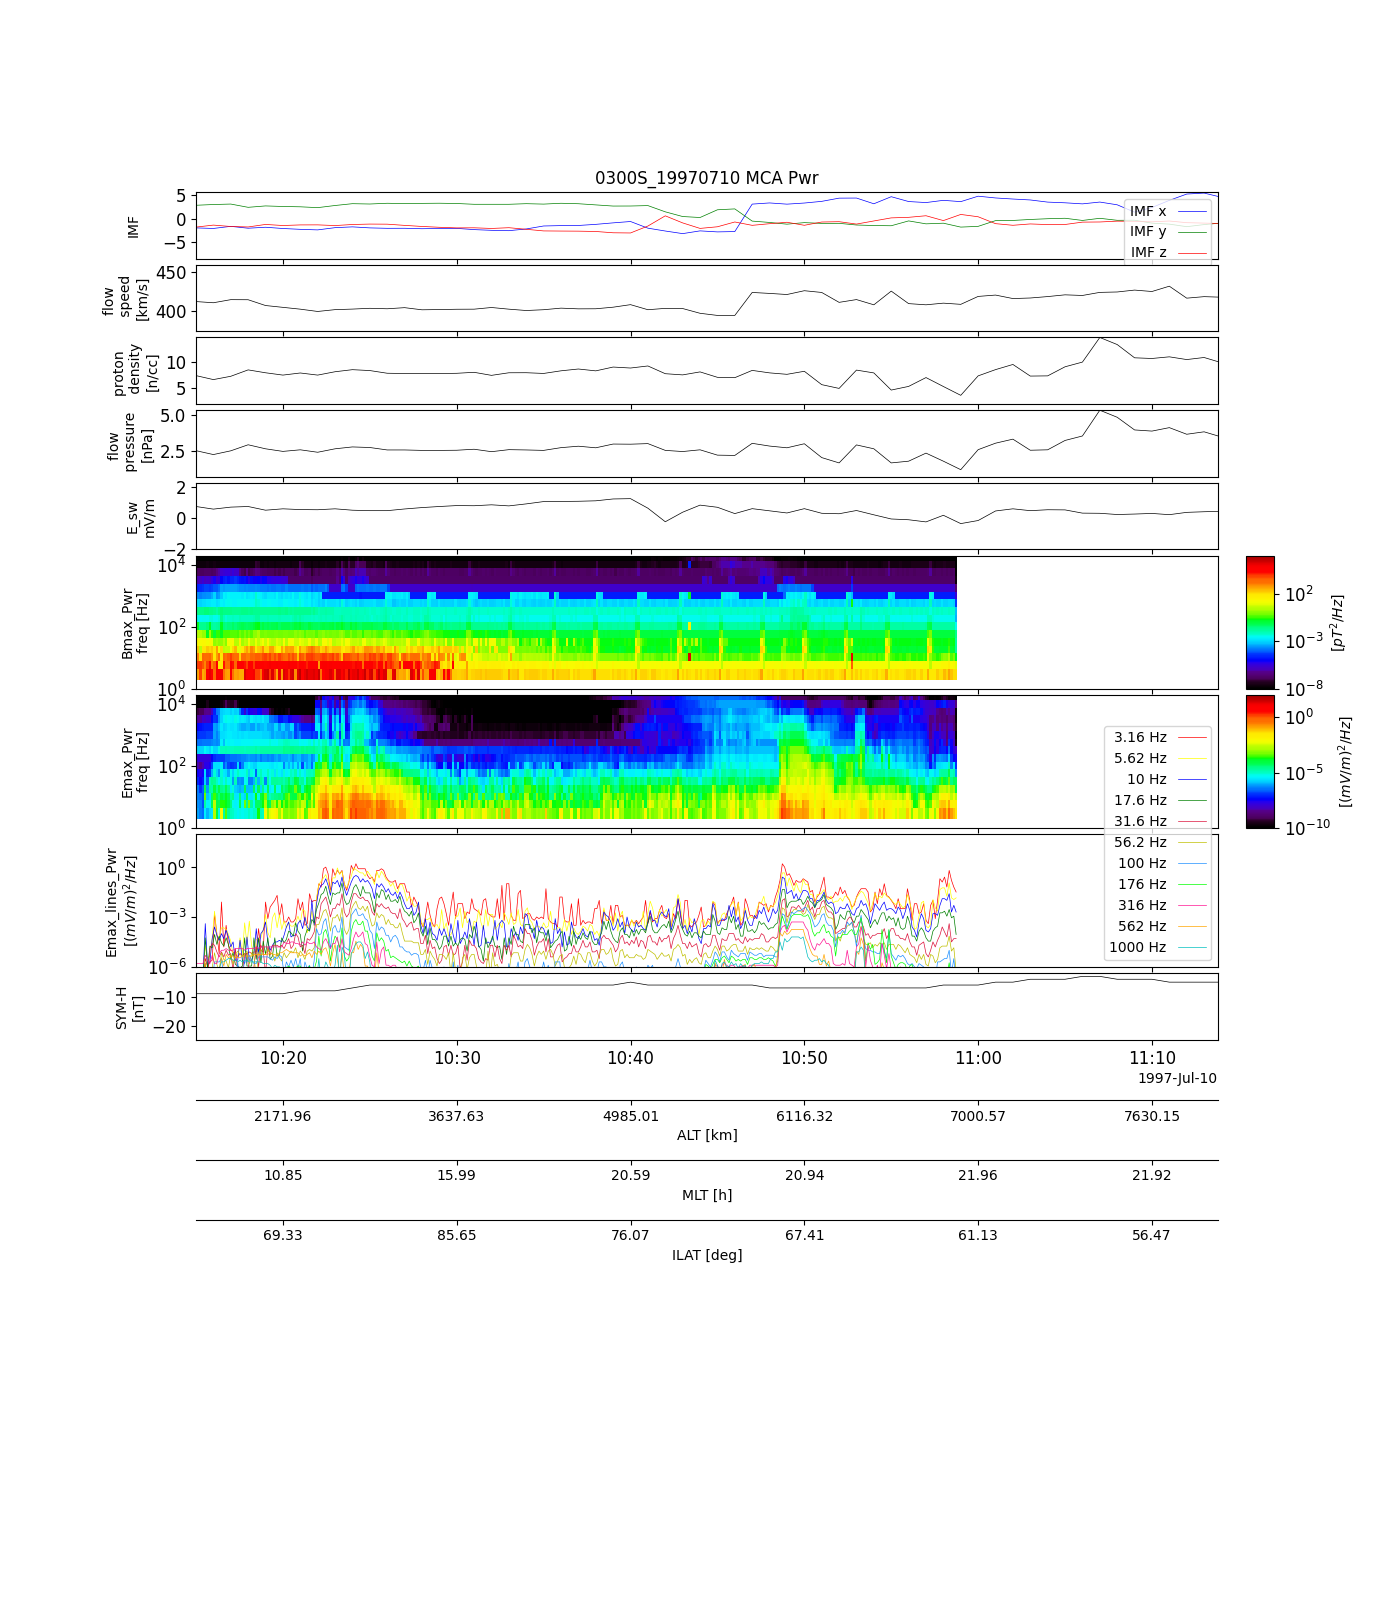 0300S_19970710 MCA Pwr
5
0
−5
IMF
IMF x
IMF y
IMF z
450
400
flow
speed
[km/s]
10
5
proton
density
[n/cc]
5.0
2.5
flow
pressure
[nPa]
2
0
−2
E_sw
mV/m
10^4
10^2
10^0
Bmax_Pwr
freq [Hz]
10^2
10^−3
10^−8
[pT^2/Hz]
10^4
10^2
10^0
Emax_Pwr
freq [Hz]
10^0
10^−5
10^−10
[(mV/m)^2/Hz]
3.16 Hz
5.62 Hz
10 Hz
17.6 Hz
31.6 Hz
56.2 Hz
100 Hz
176 Hz
316 Hz
562 Hz
1000 Hz
10^0
10^−3
10^−6
Emax_lines_Pwr
[(mV/m)^2/Hz]
−10
−20
SYM-H
[nT]
10:20 10:30 10:40 10:50 11:00 11:10
1997-Jul-10
2171.96 3637.63 4985.01 6116.32 7000.57 7630.15
ALT [km]
10.85 15.99 20.59 20.94 21.96 21.92
MLT [h]
69.33 85.65 76.07 67.41 61.13 56.47
ILAT [deg]